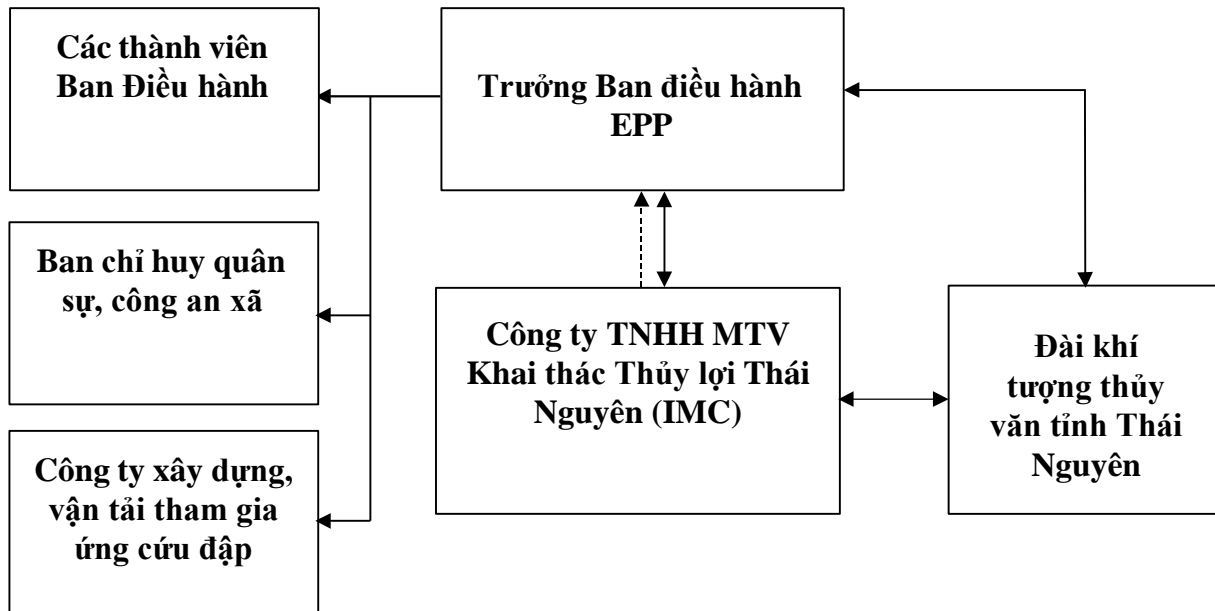 Các thành viên
Ban Điều hành
Trưởng Ban điều hành
EPP
Ban chỉ huy quân
sự, công an xã
Công ty TNHH MTV
Khai thác Thủy lợi Thái
Nguyên (IMC)
Đài khí
tượng thủy
văn tỉnh Thái
Nguyên
Công ty xây dựng,
vận tải tham gia
ứng cứu đập